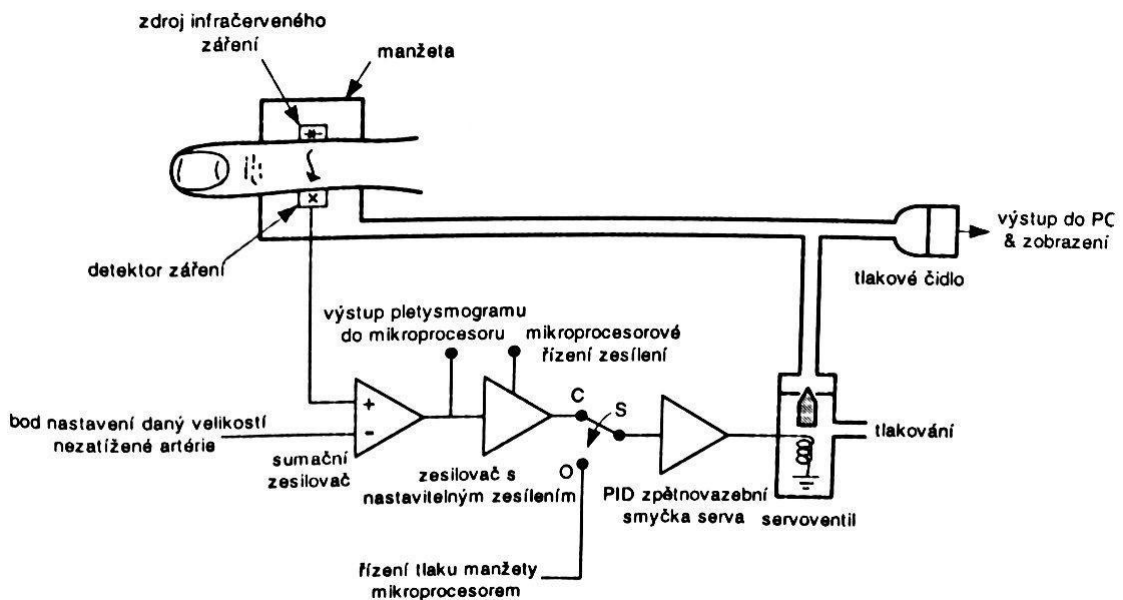 zdroj infračerveného
záření
manžeta
detektor záření
výstup do PC
& zobrazení
tlakové čidlo
výstup pletysmogramu
do mikroprocesoru
mikroprocesorové
řízení zesílení
C
S
+
-
bod nastavení daný velikostí
nezatížené artérie
sumační
zesilovač
zesilovač s
nastavitelným zesílením
O
PID zpětnovazební
smyčka serva
servoventil
tlakování
řízení tlaku manžety
mikroprocesorem